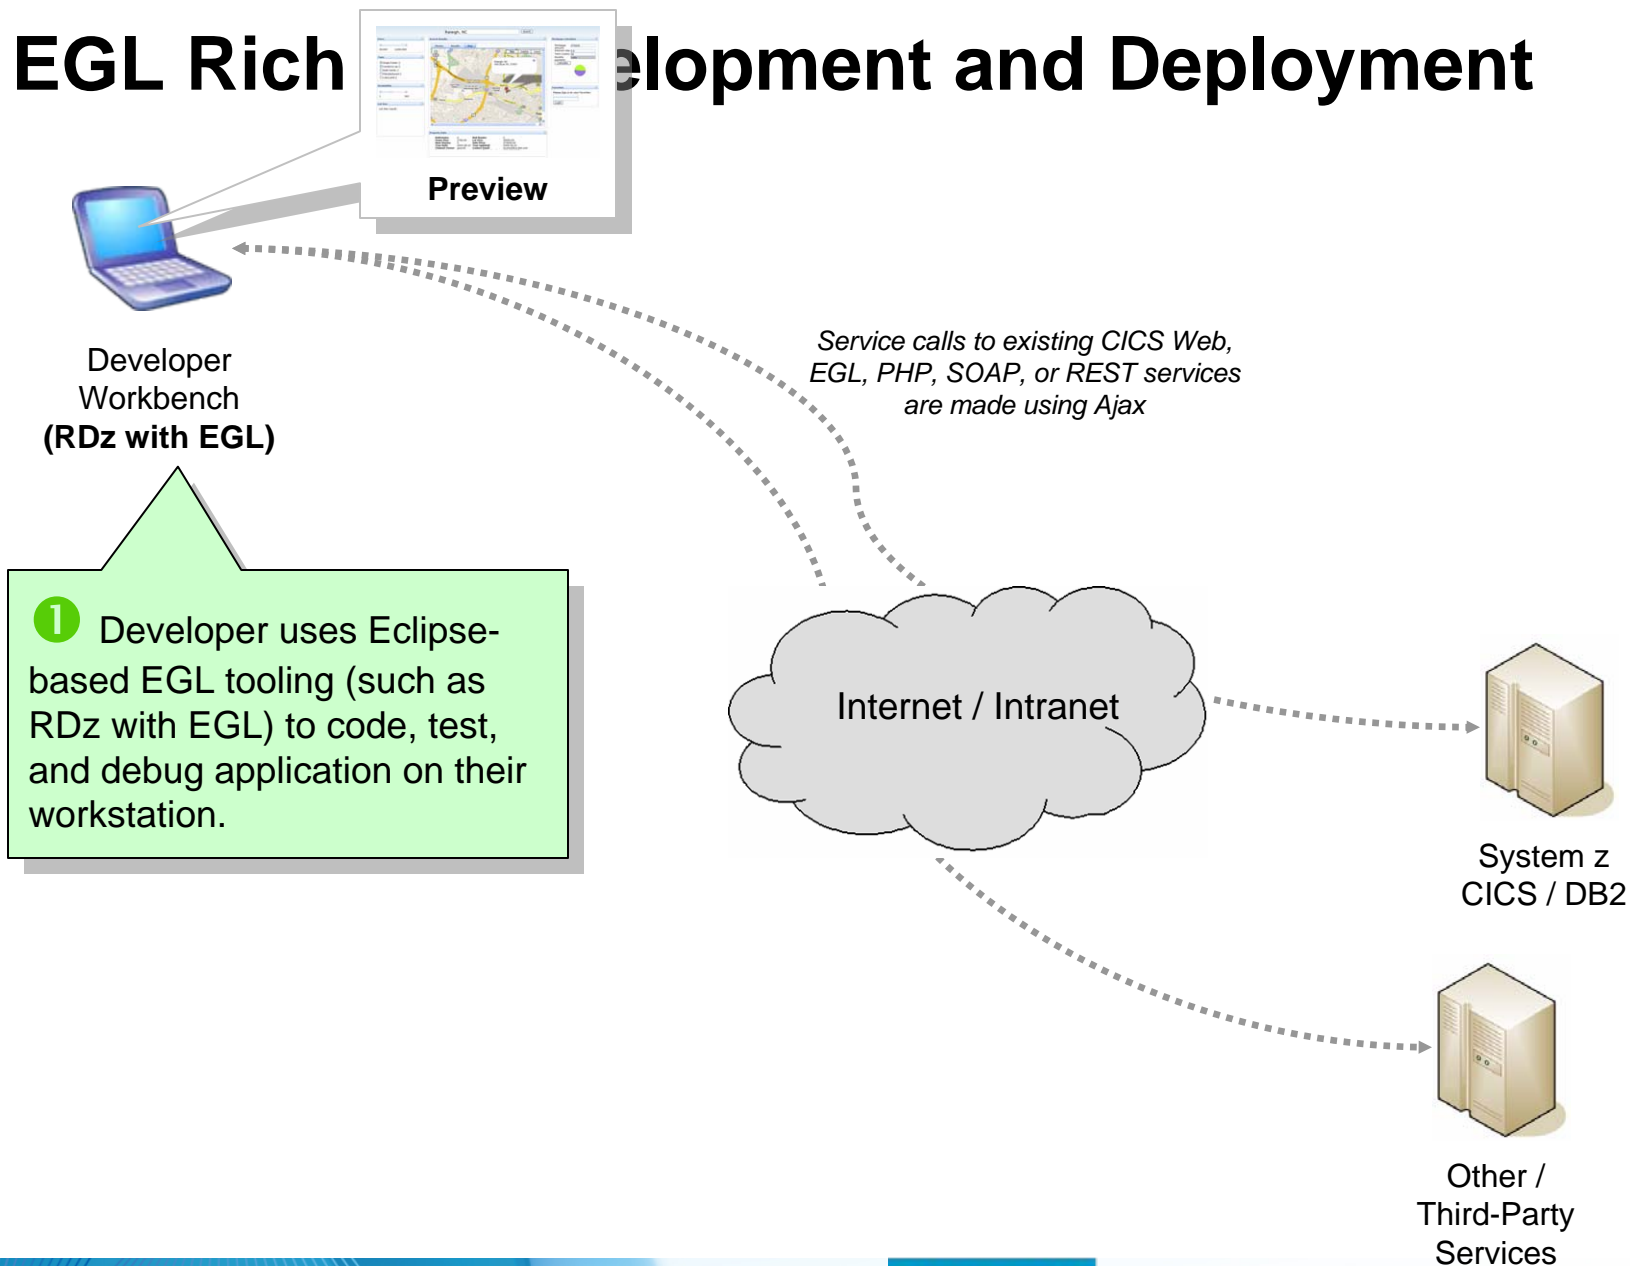 EGL Rich elopment and Deployment
Preview
Developer
Workbench
(RDz with EGL)
Service calls to existing CICS Web,
EGL, PHP, SOAP, or REST services
are made using Ajax
1 Developer uses Eclipse-
based EGL tooling (such as
RDz with EGL) to code, test,
and debug application on their
workstation.
Internet / Intranet
System z
CICS / DB2
Other /
Third-Party
Services